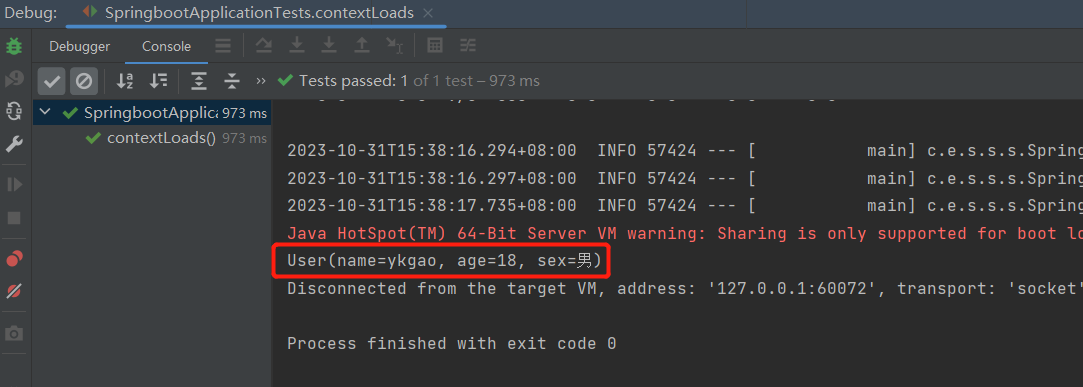 Debug: SpringbootApplicationTests.contextLoads
Debugger Console
Tests passed: 1 of 1 test – 973 ms
SpringbootApplica 973 ms
contextLoads() 973 ms
2023-10-31T15:38:16.294+08:00  INFO 57424 --- [           main] c.e.s.s.s.Spring
2023-10-31T15:38:16.297+08:00  INFO 57424 --- [           main] c.e.s.s.s.Spring
2023-10-31T15:38:17.735+08:00  INFO 57424 --- [           main] c.e.s.s.s.Spring
Java HotSpot(TM) 64-Bit Server VM warning: Sharing is only supported for boot lo
User(name=ykgao, age=18, sex=男)
Disconnected from the target VM, address: '127.0.0.1:60072', transport: 'socket'
Process finished with exit code 0